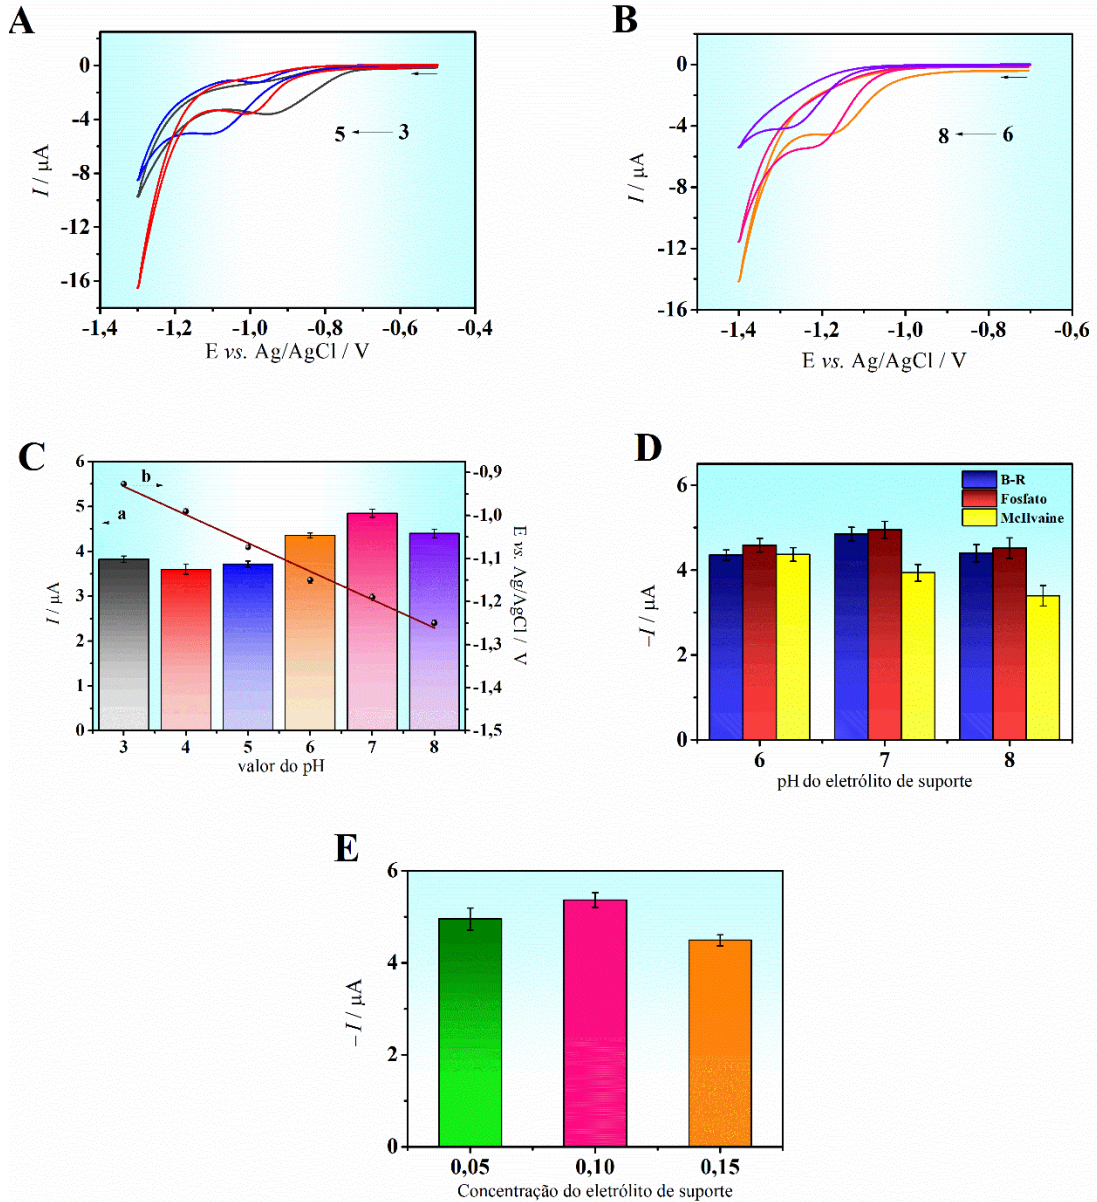 A
0
-4
-8
-12
-16
I / μA
5 3
-1,4 -1,2 -1,0 -0,8 -0,6 -0,4
E vs. Ag/AgCl / V
B
0
-4
-8
-12
-16
I / μA
8 6
-1,4 -1,2 -1,0 -0,8 -0,6
E vs. Ag/AgCl / V
C
6
5
4
3
2
1
0
I / μA
a
b
-0,9
-1,0
-1,1
-1,2
-1,3
-1,4
-1,5
E vs. Ag/AgCl / V
3 4 5 6 7 8
valor do pH
D
6
4
2
0
–I / μA
B-R
Fosfato
McIlvaine
6 7 8
pH do eletrólito de suporte
E
6
4
2
0
– I / μA
0,05 0,10 0,15
Concentração do eletrólito de suporte